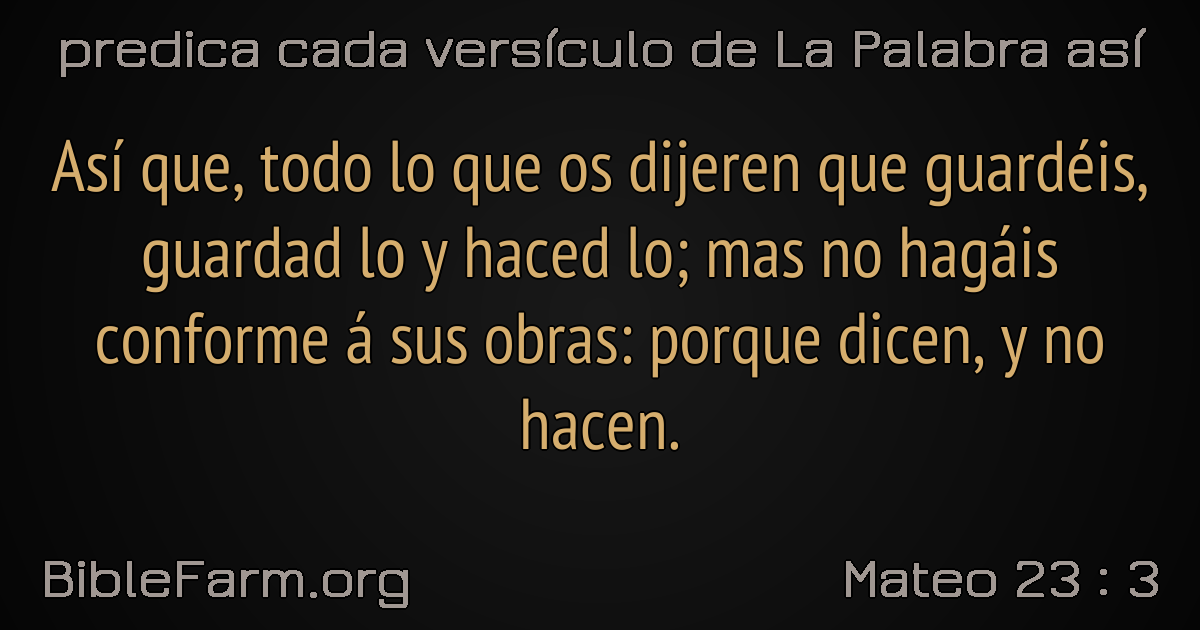 predica cada versículo de La Palabra así
Así que, todo lo que os dijeren que guardéis,
guardad lo y haced lo; mas no hagáis
conforme á sus obras: porque dicen, y no
hacen.
BibleFarm.org
Mateo 23 : 3